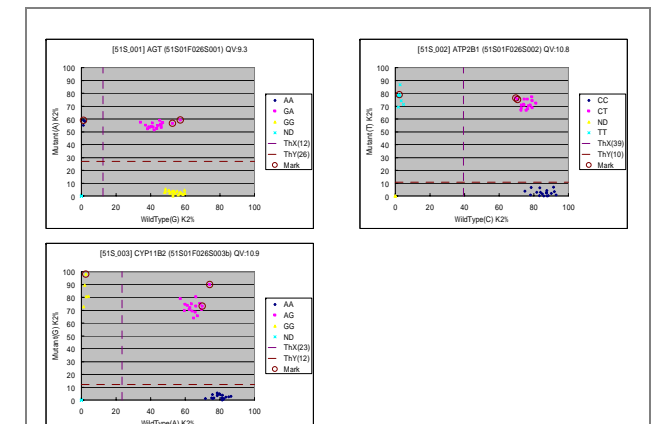 [51S_001] AGT (51S01F026S001) QV:9.3
Mutant(A) K2%
100
90
80
70
60
50
40
30
20
10
0
0 20 40 60 80 100
WildType(G) K2%
AA
GA
GG
ND
ThX(12)
ThY(26)
Mark
[51S_002] ATP2B1 (51S01F026S002) QV:10.8
Mutant(T) K2%
100
90
80
70
60
50
40
30
20
10
0
0 20 40 60 80 100
WildType(C) K2%
CC
CT
ND
TT
ThX(39)
ThY(10)
Mark
[51S_003] CYP11B2 (51S01F026S003b) QV:10.9
Mutant(G) K2%
100
90
80
70
60
50
40
30
20
10
0
0 20 40 60 80 100
WildType(A) K2%
AA
AG
GG
ND
ThX(23)
ThY(12)
Mark